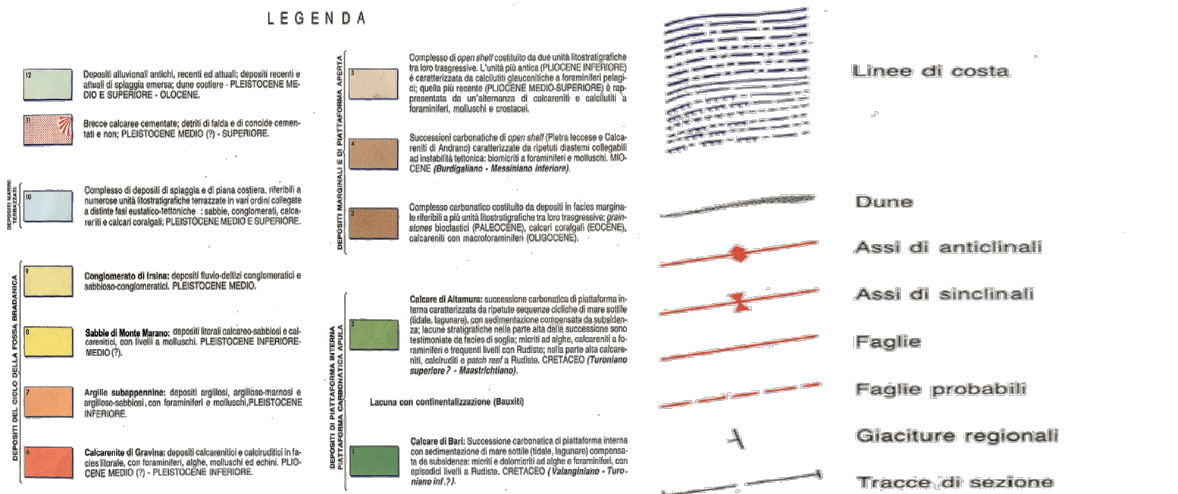 LEGENDA
12
Depositi alluvionali antichi, recenti ed attuali; depositi recenti e
attuali di spiaggia emersa; dune costiere - PLEISTOCENE ME-
DIO E SUPERIORE - OLOCENE.
11
Brecce calcaree cementate; detriti di falda e di conoide cemen-
tati e non; PLEISTOCENE MEDIO (?) - SUPERIORE.
DEPOSITI MARINI
TERRAZZATI
10
Complesso di depositi di spiaggia e di piana costiera, riferibili a
numerose unità litostratigrafiche terrazzate in vari ordini collegate
a distinte fasi eustatico-tettoniche : sabbie, conglomerati, calca-
reriti e calcari coralgali; PLEISTOCENE MEDIO E SUPERIORE.
DEPOSITI DEL CICLO DELLA FOSSA BRADANICA
9
Conglomerato di Irsina: depositi fluvio-deltizi conglomeratici e
sabbioso-conglomeratici. PLEISTOCENE MEDIO.
8
Sabbie di Monte Marano; depositi litorali calcareo-sabbiosi e cal-
carenitici, con livelli a molluschi. PLEISTOCENE INFERIORE-
MEDIO (?).
7
Argille subappennine: depositi argillosi, argilloso-marnosi e
argilloso-sabbiosi, con foraminiferi e molluschi, PLEISTOCENE
INFERIORE.
6
Calcarenite di Gravina: depositi calcarenitici e calciruditici in fa-
cies litorale, con foraminiferi, alghe, molluschi ed echini. PLIO-
CENE MEDIO (?) - PLEISTOCENE INFERIORE.
DEPOSITI MARGINALI E DI PIATTAFORMA APERTA
5
Complesso di open shelf costituito da due unità litostratigrafiche
tra loro trasgressive. L'unità più antica (PLIOCENE INFERIORE)
è caratterizzata da calcilutiti glauconitiche a foraminiferi pelagi-
ci; quella più recente (PLIOCENE MEDIO-SUPERIORE) è rap-
presentata da un'alternanza di calcareniti e calcilutiti a
foraminiferi, molluschi e crostacei.
4
Successioni carbonatiche di open shelf (Pietra leccese e Calca-
reniti di Andrano) caratterizzate da ripetuti diastemi collegabili
ad instabilità tettonica: biomicriti a foraminiferi e molluschi. MIO-
CENE (Burdigaliano - Messiniano inferiore).
3
Complesso carbonatico costituito da depositi in facies margina-
le riferibili a più unità litostratigrafiche tra loro trasgressive: grain-
stones bioclastici (PALEOCENE), calcari coralgali (EOCENE),
calcareniti con macroforaminiferi (OLIGOCENE).
DEPOSITI DI PIATTAFORMA INTERNA
PIATTAFORMA CARBONATICA APULA
2
Calcare di Altamura: successione carbonatica di piattaforma in-
terna caratterizzata da ripetute sequenze cicliche di mare sottile
(tidale, lagunare), con sedimentazione compensata da subsiden-
za; lacune stratigrafiche nella parte alta della successione sono
testimoniate da facies di soglia; micriti ad alghe, calcareniti a fo-
raminiferi e frequenti livelli con Rudiste; nella parte alta calcare-
niti, calciruditi e patch reef a Rudiste. CRETACEO (Turoniano
superiore ? - Maastrichtiano).
Lacuna con continentalizzazione (Bauxiti)
1
Calcare di Bari: Successione carbonatica di piattaforma interna
con sedimentazione di mare sottile (tidale, lagunare) compensa-
ta da subsidenza: micriti e dolomicriti ad alghe e foraminiferi, con
episodici livelli a Rudiste. CRETACEO (Valanginiano - Turo-
niano inf.?).
Linee di costa
Dune
Assi di anticlinali
Assi di sinclinali
Faglie
Faglie probabili
Giaciture regionali
Tracce di sezione